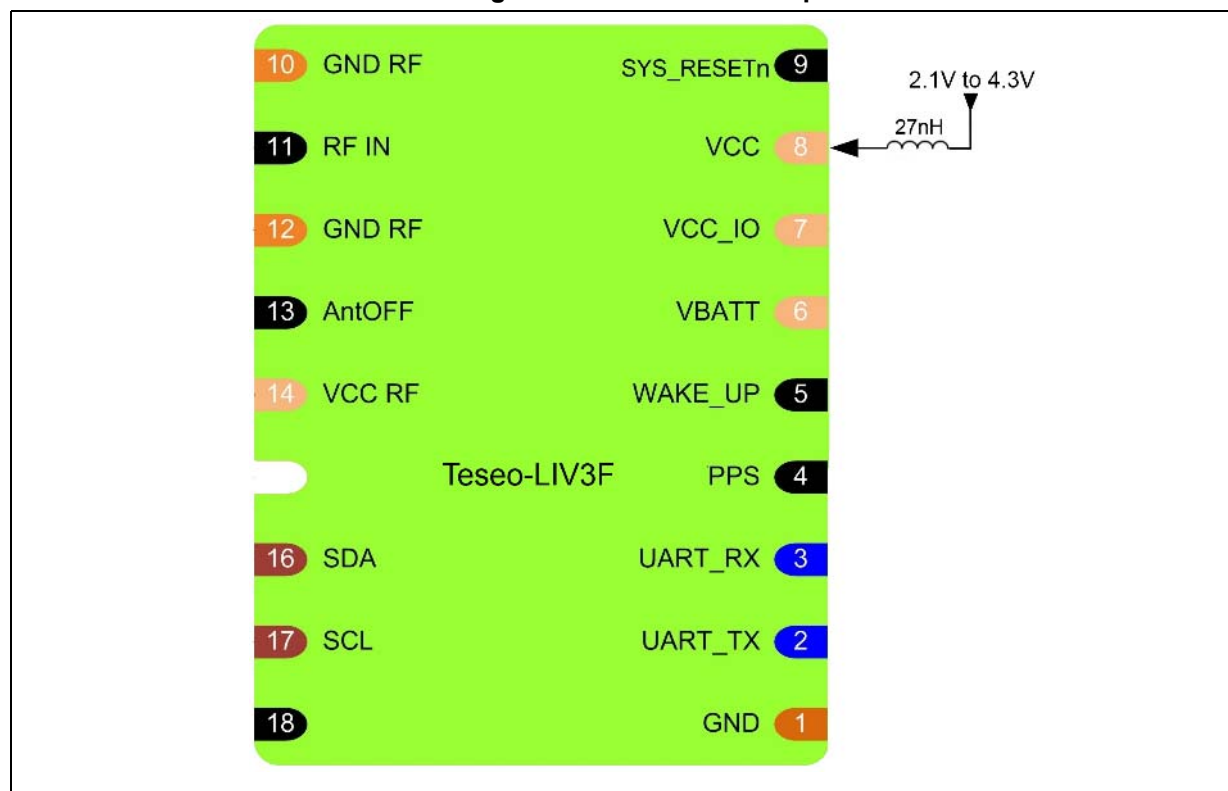 10 GND RF
SYS_RESETn 9
2.1V to 4.3V
27nH
11 RF IN
VCC 8
12 GND RF
VCC_IO 7
13 AntOFF
VBATT 6
14 VCC RF
WAKE_UP 5
Teseo-LIV3F
PPS 4
16 SDA
UART_RX 3
17 SCL
UART_TX 2
18
GND 1